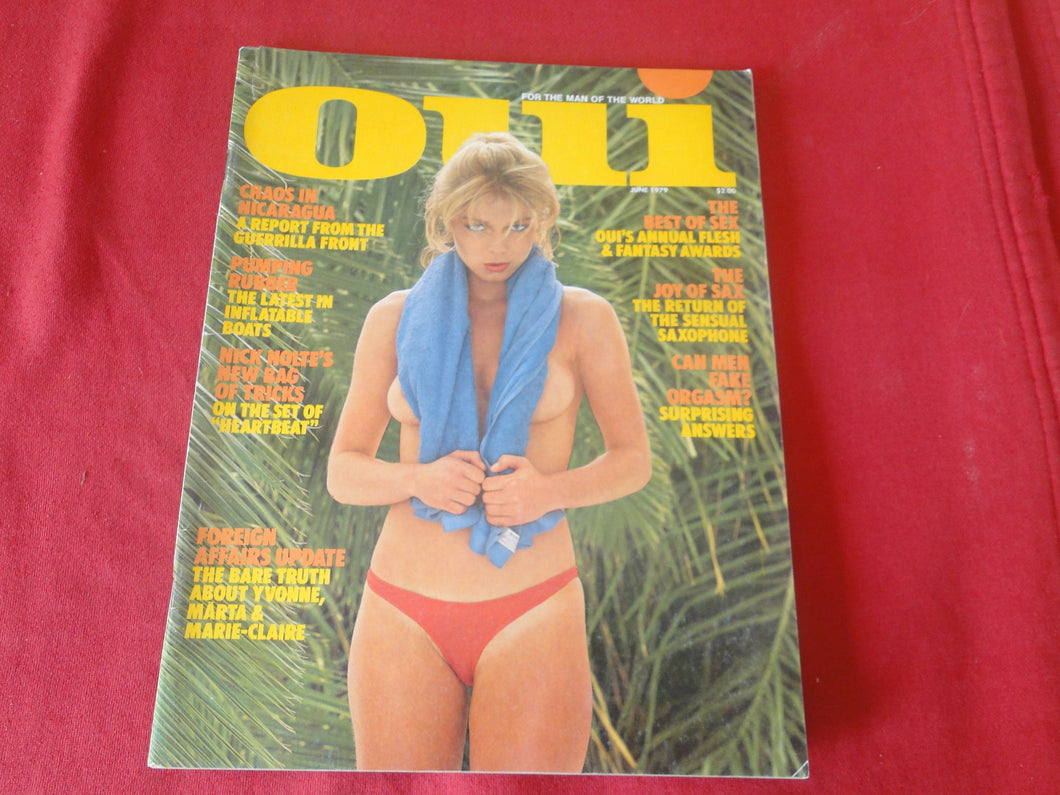 FOR THE MAN OF THE WORLD
OUI
JUNE 1979
$2.00
CHAOS IN
NICARAGUA
A REPORT FROM THE
GUERRILLA FRONT
PUMPING
RUBBER
THE LATEST IN
INFLATABLE
BOATS
NICK NOLTE'S
NEW BAG
OF TRICKS
ON THE SET OF
"HEARTBEAT"
FOREIGN
AFFAIRS UPDATE
THE BARE TRUTH
ABOUT YVONNE,
MÄRTA &
MARIE-CLAIRE
THE
BEST OF SEX
OUI'S ANNUAL FLESH
& FANTASY AWARDS
THE
JOY OF SAX
THE RETURN OF
THE SENSUAL
SAXOPHONE
CAN MEN
FAKE
ORGASM?
SURPRISING
ANSWERS